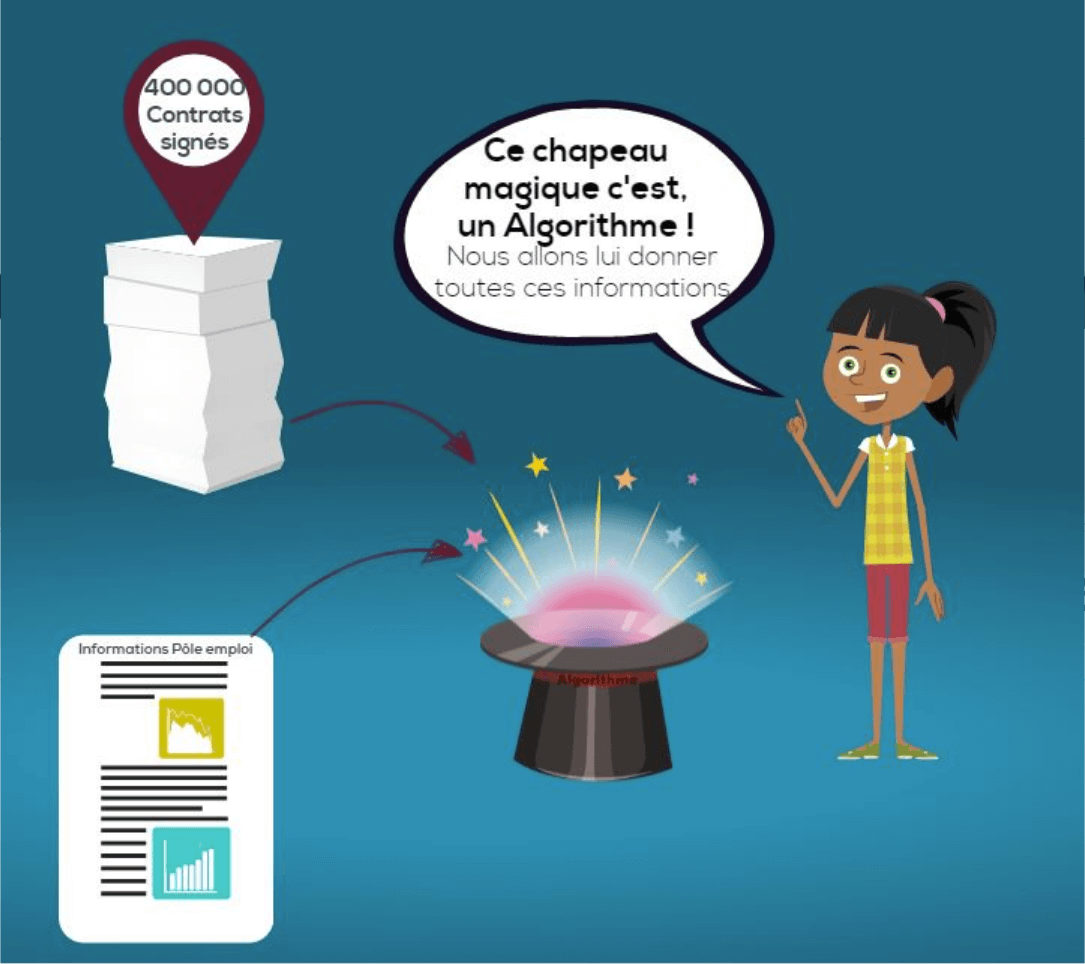 400 000
Contrats
signés
Ce chapeau
magique c'est,
un Algorithme !
Nous allons lui donner
toutes ces informations
Informations Pôle emploi
Algorithme